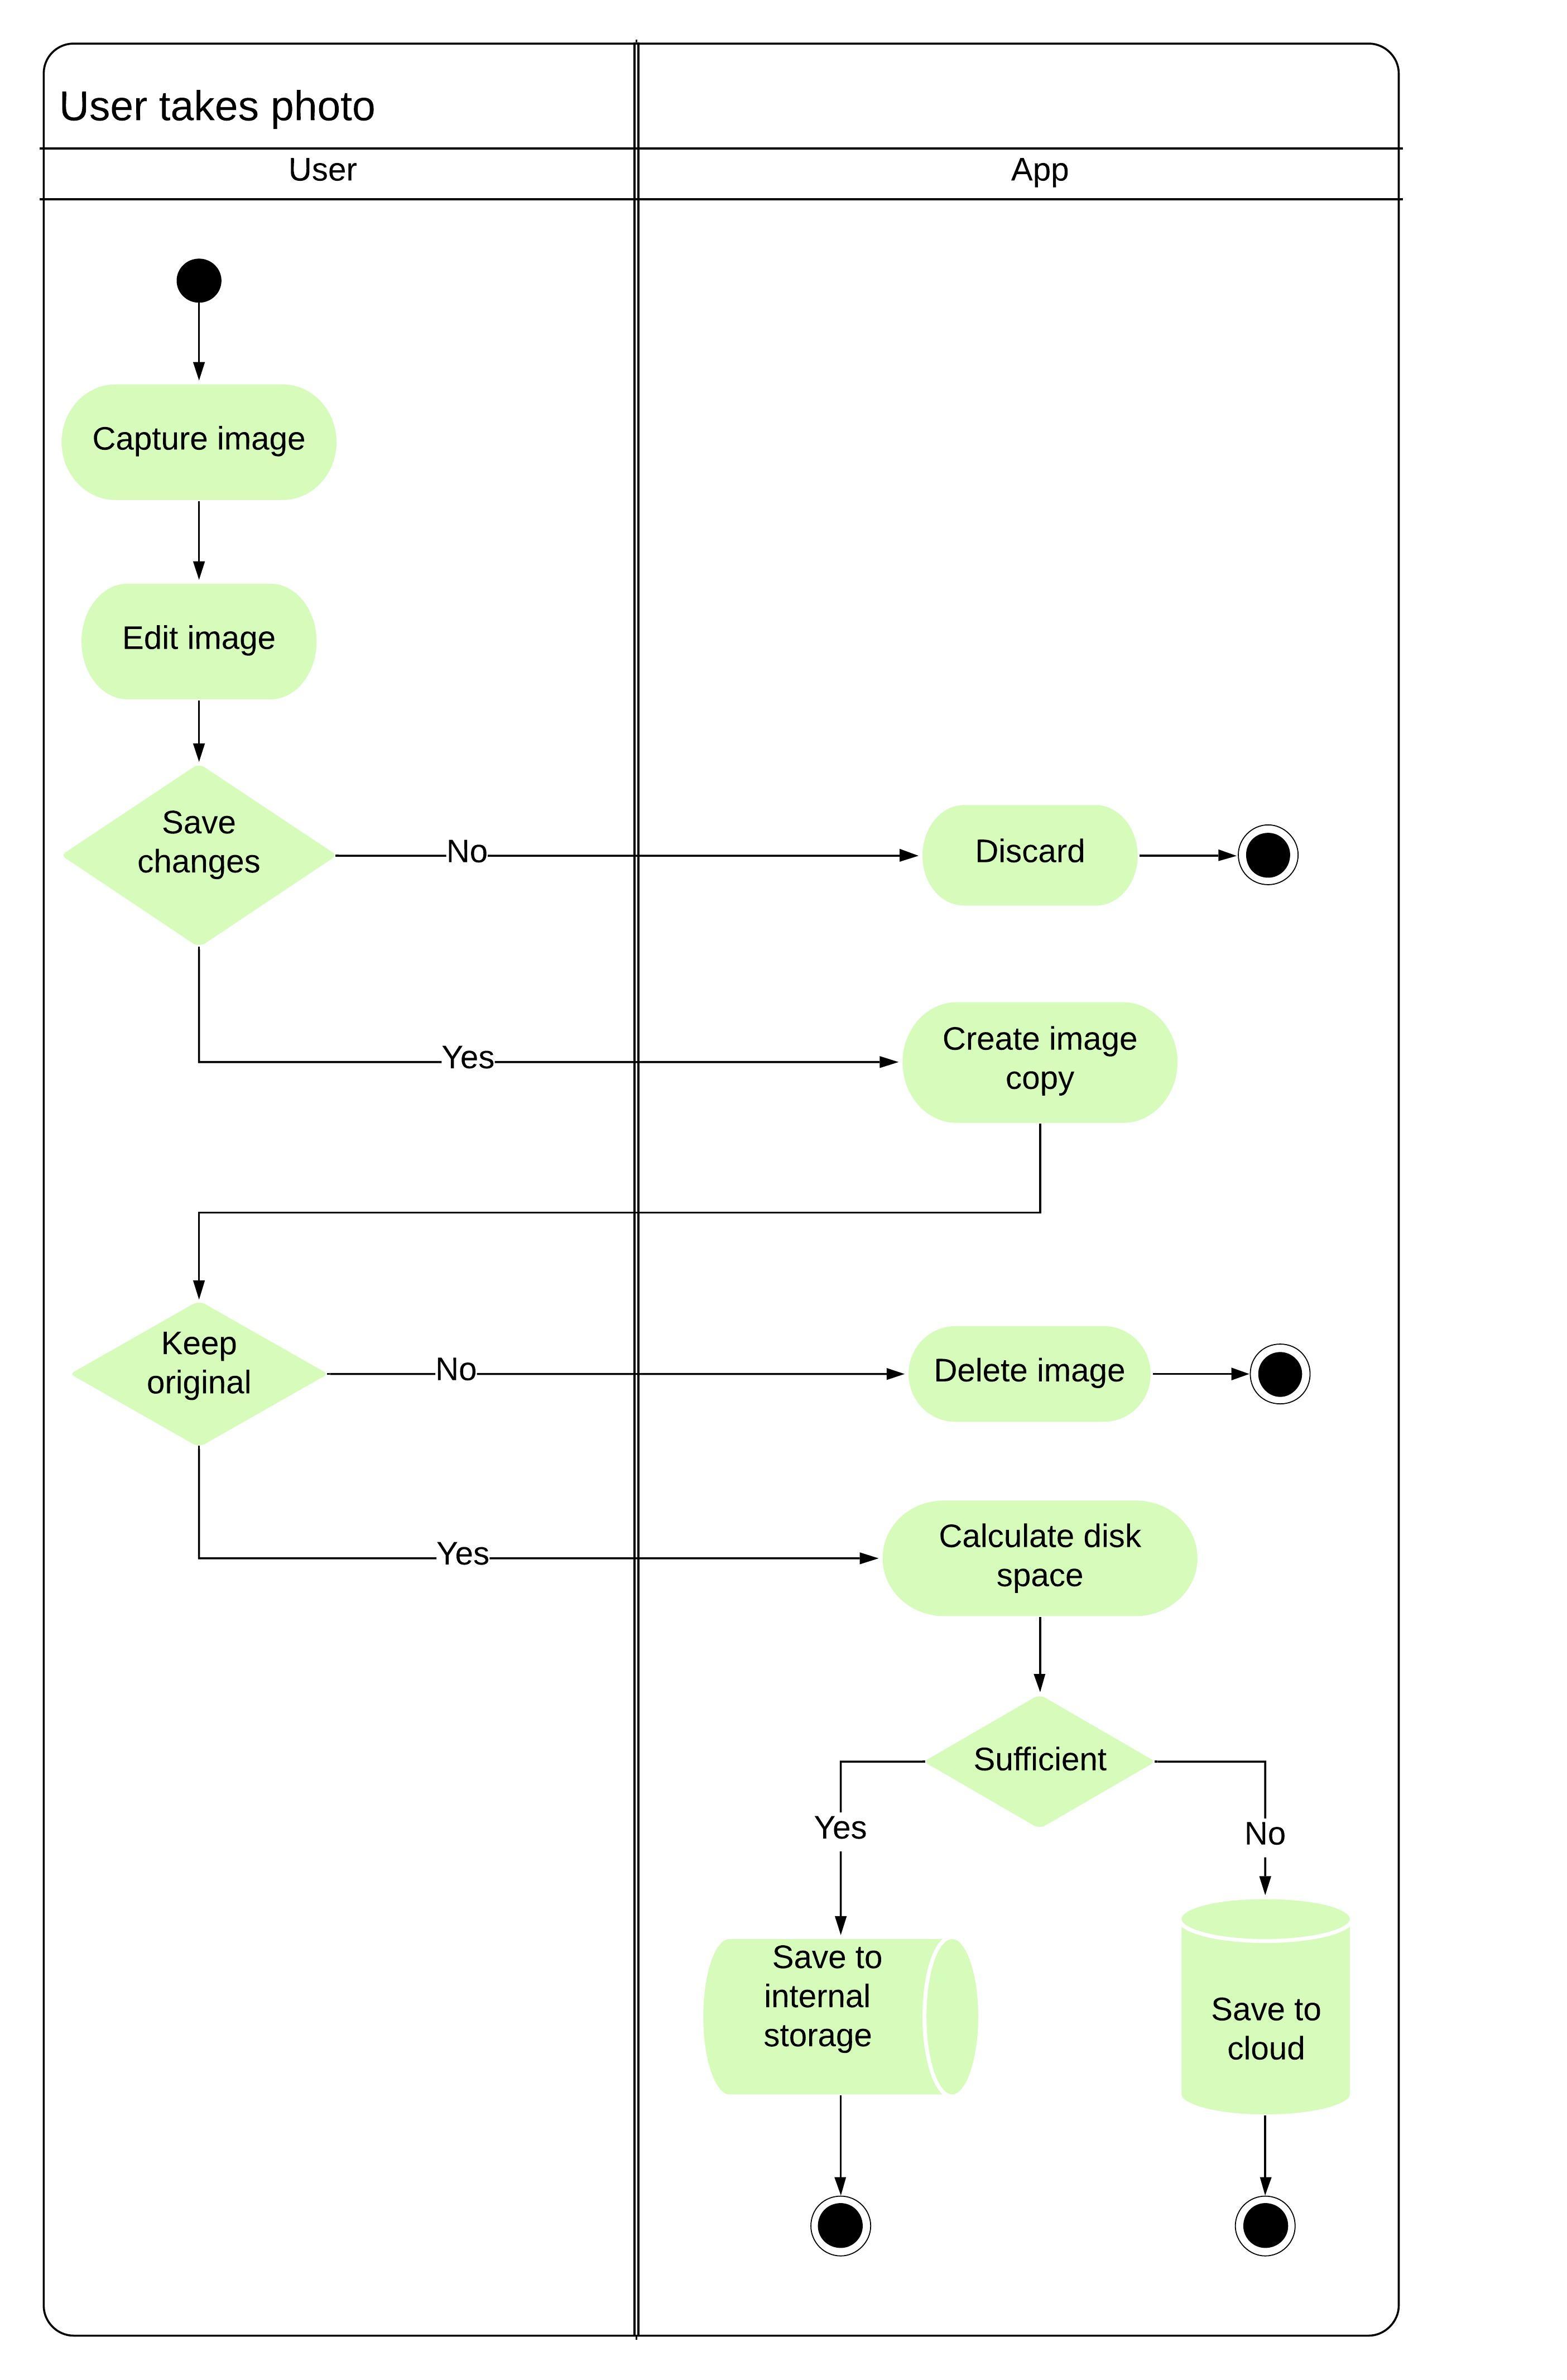 User takes photo
User
App
Capture image
Edit image
Save
changes
No
Discard
Yes
Create image
copy
Keep
original
No
Delete image
Yes
Calculate disk
space
Sufficient
Yes
No
Save to
internal
storage
Save to
cloud